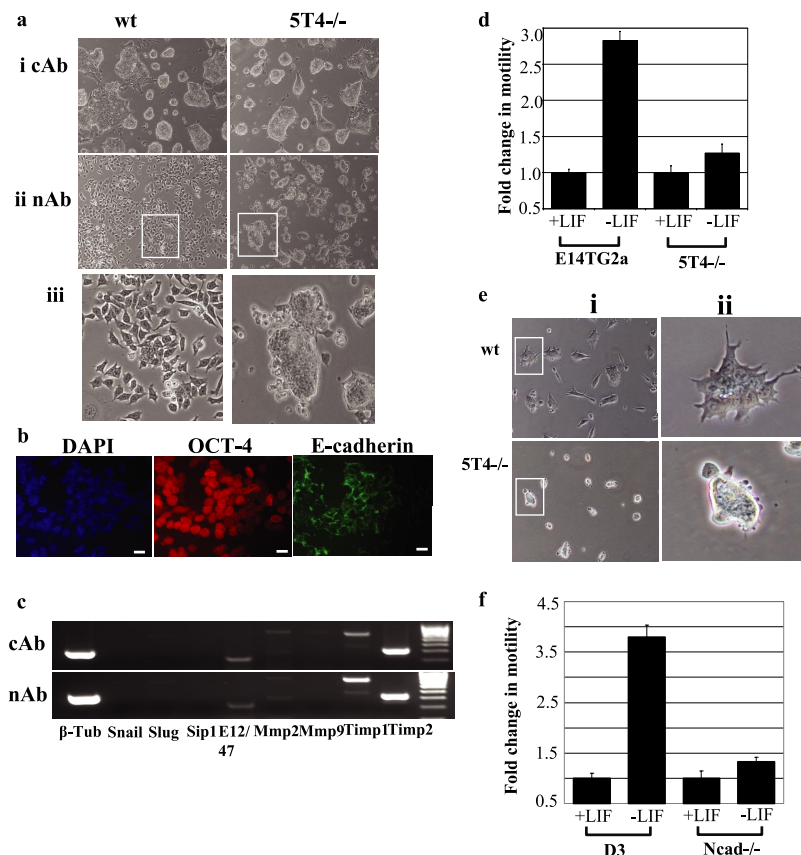 a
wt
5T4-/-
i cAb
ii nAb
iii
b
DAPI
OCT-4
E-cadherin
c
cAb
nAb
β-Tub Snail Slug Sip1 E12/47 Mmp2 Mmp9 Timp1 Timp2
d
Fold change in motility
3.0
2.5
2.0
1.5
1.0
0.5
+LIF -LIF +LIF -LIF
E14TG2a 5T4-/-
e
i ii
wt
5T4-/-
f
Fold change in motility
4.5
3.5
2.5
1.5
0.5
+LIF -LIF +LIF -LIF
D3 Ncad-/-